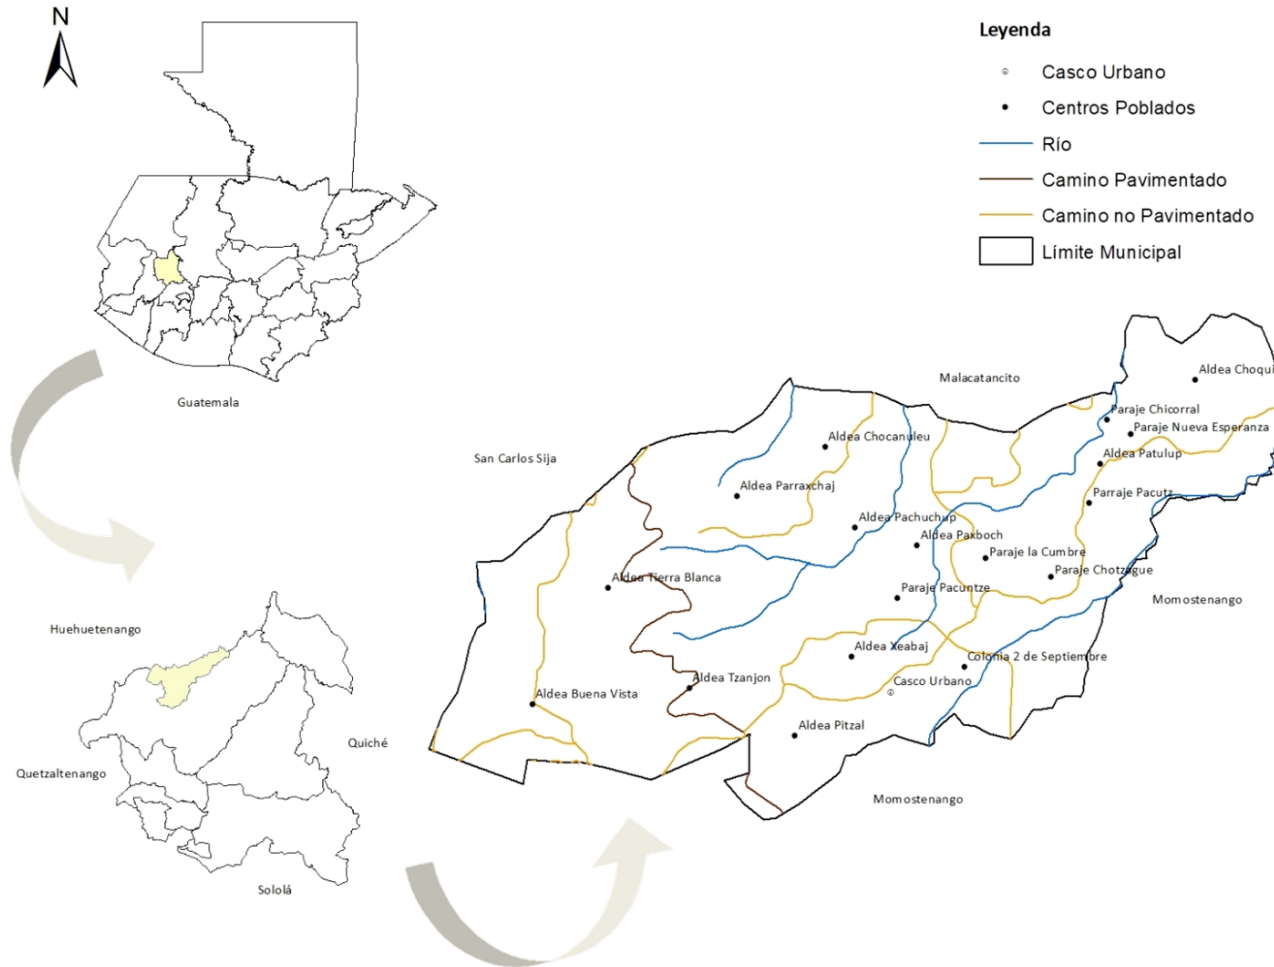 N
Leyenda
Casco Urbano
Centros Poblados
Río
Camino Pavimentado
Camino no Pavimentado
Límite Municipal
Guatemala
Malacatancito
Aldea Choqui
Paraje Chicorral
Paraje Nueva Esperanza
Aldea Chocanuleu
San Carlos Sija
Aldea Patulup
Aldea Parraxchaj
Parraje Pacutz
Aldea Pachuchup
Aldea Paxboch
Paraje la Cumbre
Paraje Chotzague
Aldea Tierra Blanca
Paraje Pacuntze
Momostenango
Huehuetenango
Aldea Xeabaj
Colonia 2 de Septiembre
Aldea Tzanjon
Casco Urbano
Aldea Buena Vista
Aldea Pitzal
Quiché
Quetzaltenango
Momostenango
Sololá